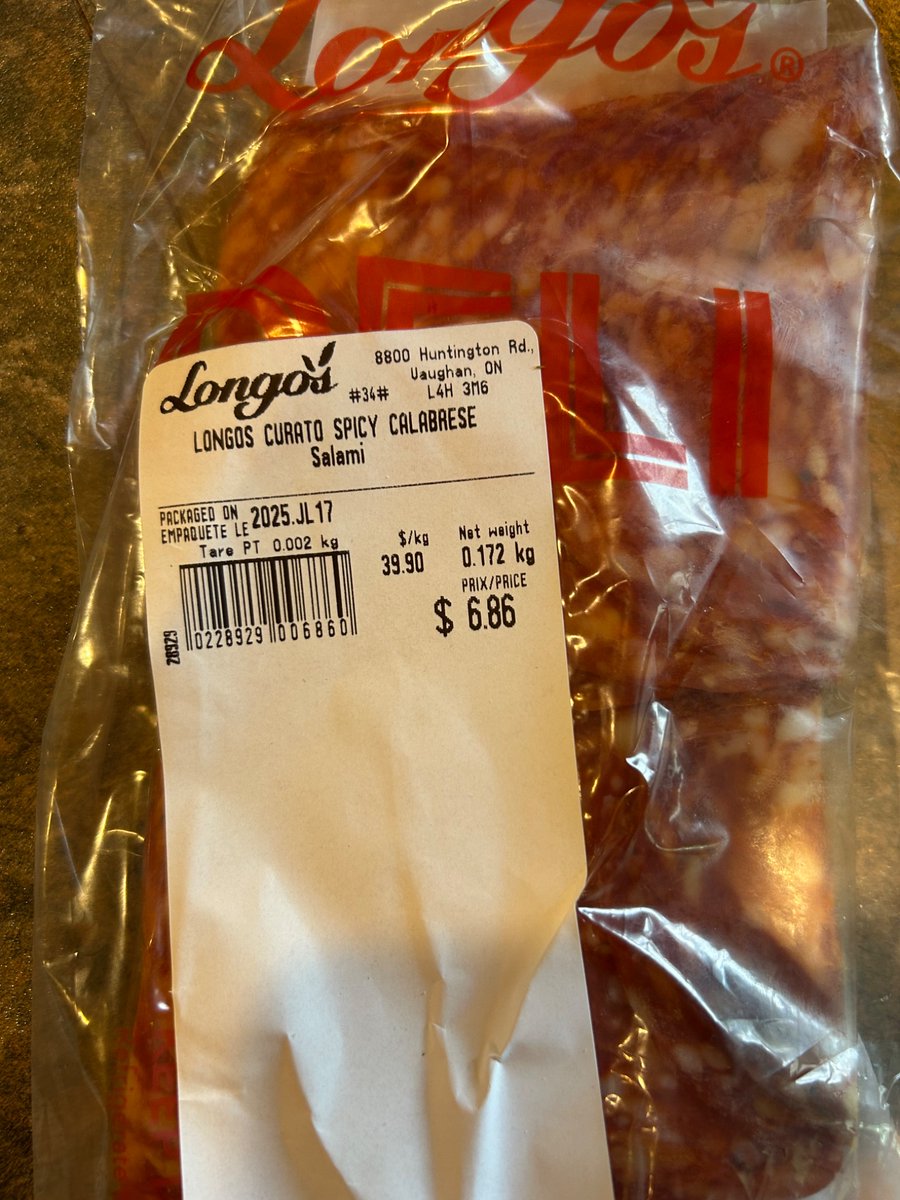 Longo's®
DELI
Longo's
8800 Huntington Rd.,
Vaughan, ON
#34# L4H 3M6
LONGOS CURATO SPICY CALABRESE
Salami
PACKAGED ON
EMPAQUETE LE 2025.JL17
Tare PT 0.002 kg
$/kg
39.90
Net weight
0.172 kg
PRIX/PRICE
$ 6.86
28929
0228929 006860